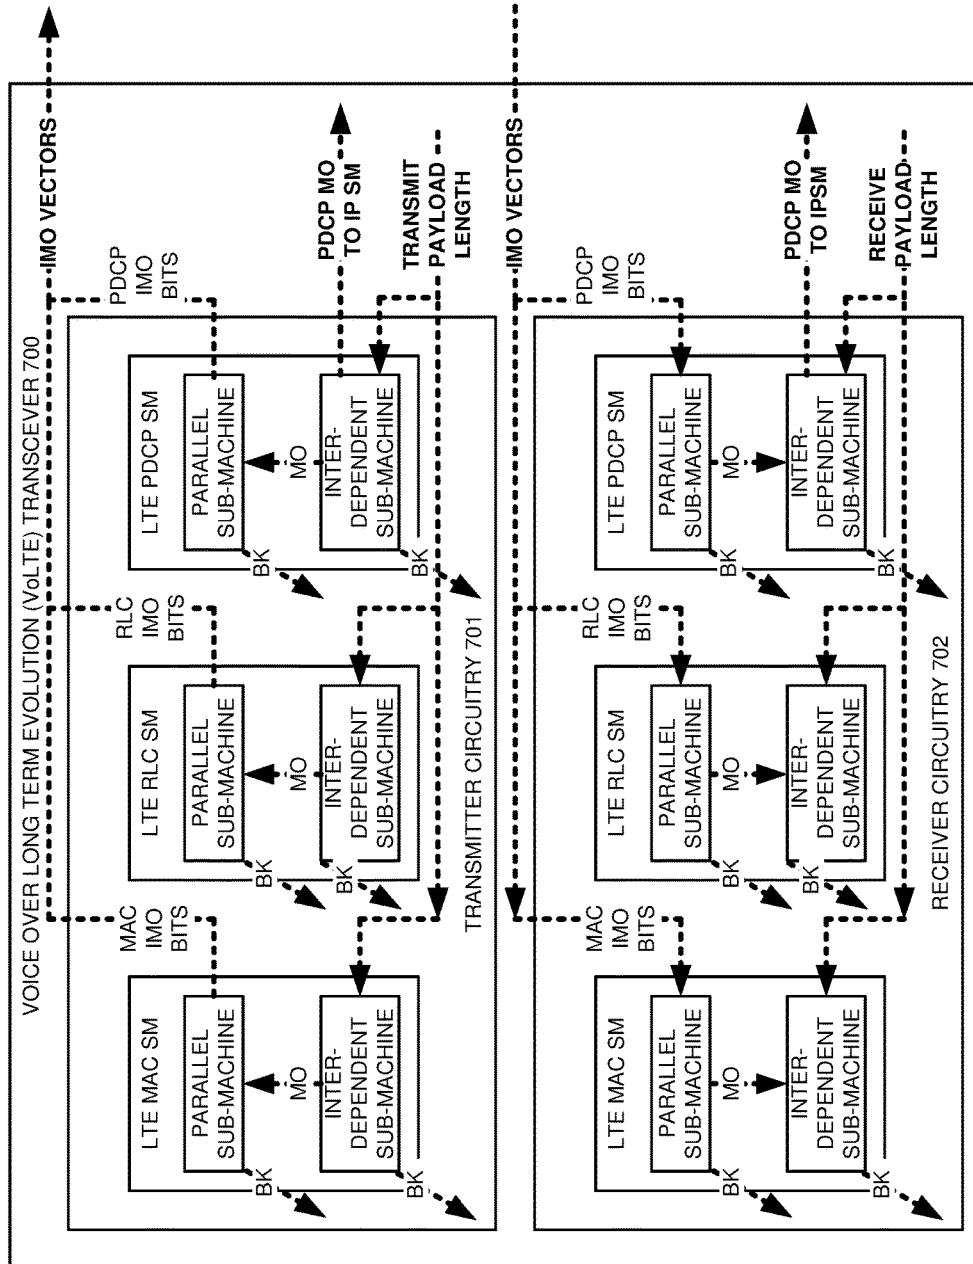 VOICE OVER LONG TERM EVOLUTION (VoLTE) TRANSCEVER 700
IMO VECTORS
MAC
IMO
BITS
RLC
IMO
BITS
PDCP
IMO
BITS
LTE MAC SM
PARALLEL
SUB-MACHINE
BK
MO
INTER-
DEPENDENT
SUB-MACHINE
BK
LTE RLC SM
PARALLEL
SUB-MACHINE
BK
MO
INTER-
DEPENDENT
SUB-MACHINE
BK
LTE PDCP SM
PARALLEL
SUB-MACHINE
BK
MO
INTER-
DEPENDENT
SUB-MACHINE
BK
PDCP MO
TO IP SM
TRANSMIT
PAYLOAD
LENGTH
TRANSMITTER CIRCUITRY 701
IMO VECTORS
MAC
IMO
BITS
RLC
IMO
BITS
PDCP
IMO
BITS
LTE MAC SM
PARALLEL
SUB-MACHINE
BK
MO
INTER-
DEPENDENT
SUB-MACHINE
BK
LTE RLC SM
PARALLEL
SUB-MACHINE
BK
MO
INTER-
DEPENDENT
SUB-MACHINE
BK
LTE PDCP SM
PARALLEL
SUB-MACHINE
BK
MO
INTER-
DEPENDENT
SUB-MACHINE
BK
PDCP MO
TO IPSM
RECEIVE
PAYLOAD
LENGTH
RECEIVER CIRCUITRY 702